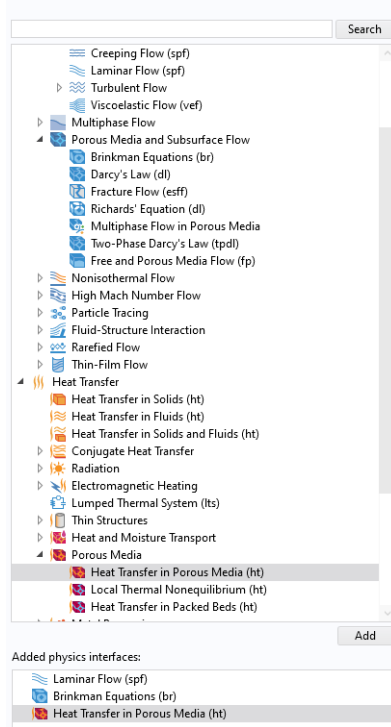 Search
Creeping Flow (spf)
Laminar Flow (spf)
Turbulent Flow
Viscoelastic Flow (vef)
Multiphase Flow
Porous Media and Subsurface Flow
Brinkman Equations (br)
Darcy's Law (dl)
Fracture Flow (esff)
Richards' Equation (dl)
Multiphase Flow in Porous Media
Two-Phase Darcy's Law (tpdl)
Free and Porous Media Flow (fp)
Nonisothermal Flow
High Mach Number Flow
Particle Tracing
Fluid-Structure Interaction
Rarefied Flow
Thin-Film Flow
Heat Transfer
Heat Transfer in Solids (ht)
Heat Transfer in Fluids (ht)
Heat Transfer in Solids and Fluids (ht)
Conjugate Heat Transfer
Radiation
Electromagnetic Heating
Lumped Thermal System (lts)
Thin Structures
Heat and Moisture Transport
Porous Media
Heat Transfer in Porous Media (ht)
Local Thermal Nonequilibrium (ht)
Heat Transfer in Packed Beds (ht)
Add
Added physics interfaces:
Laminar Flow (spf)
Brinkman Equations (br)
Heat Transfer in Porous Media (ht)